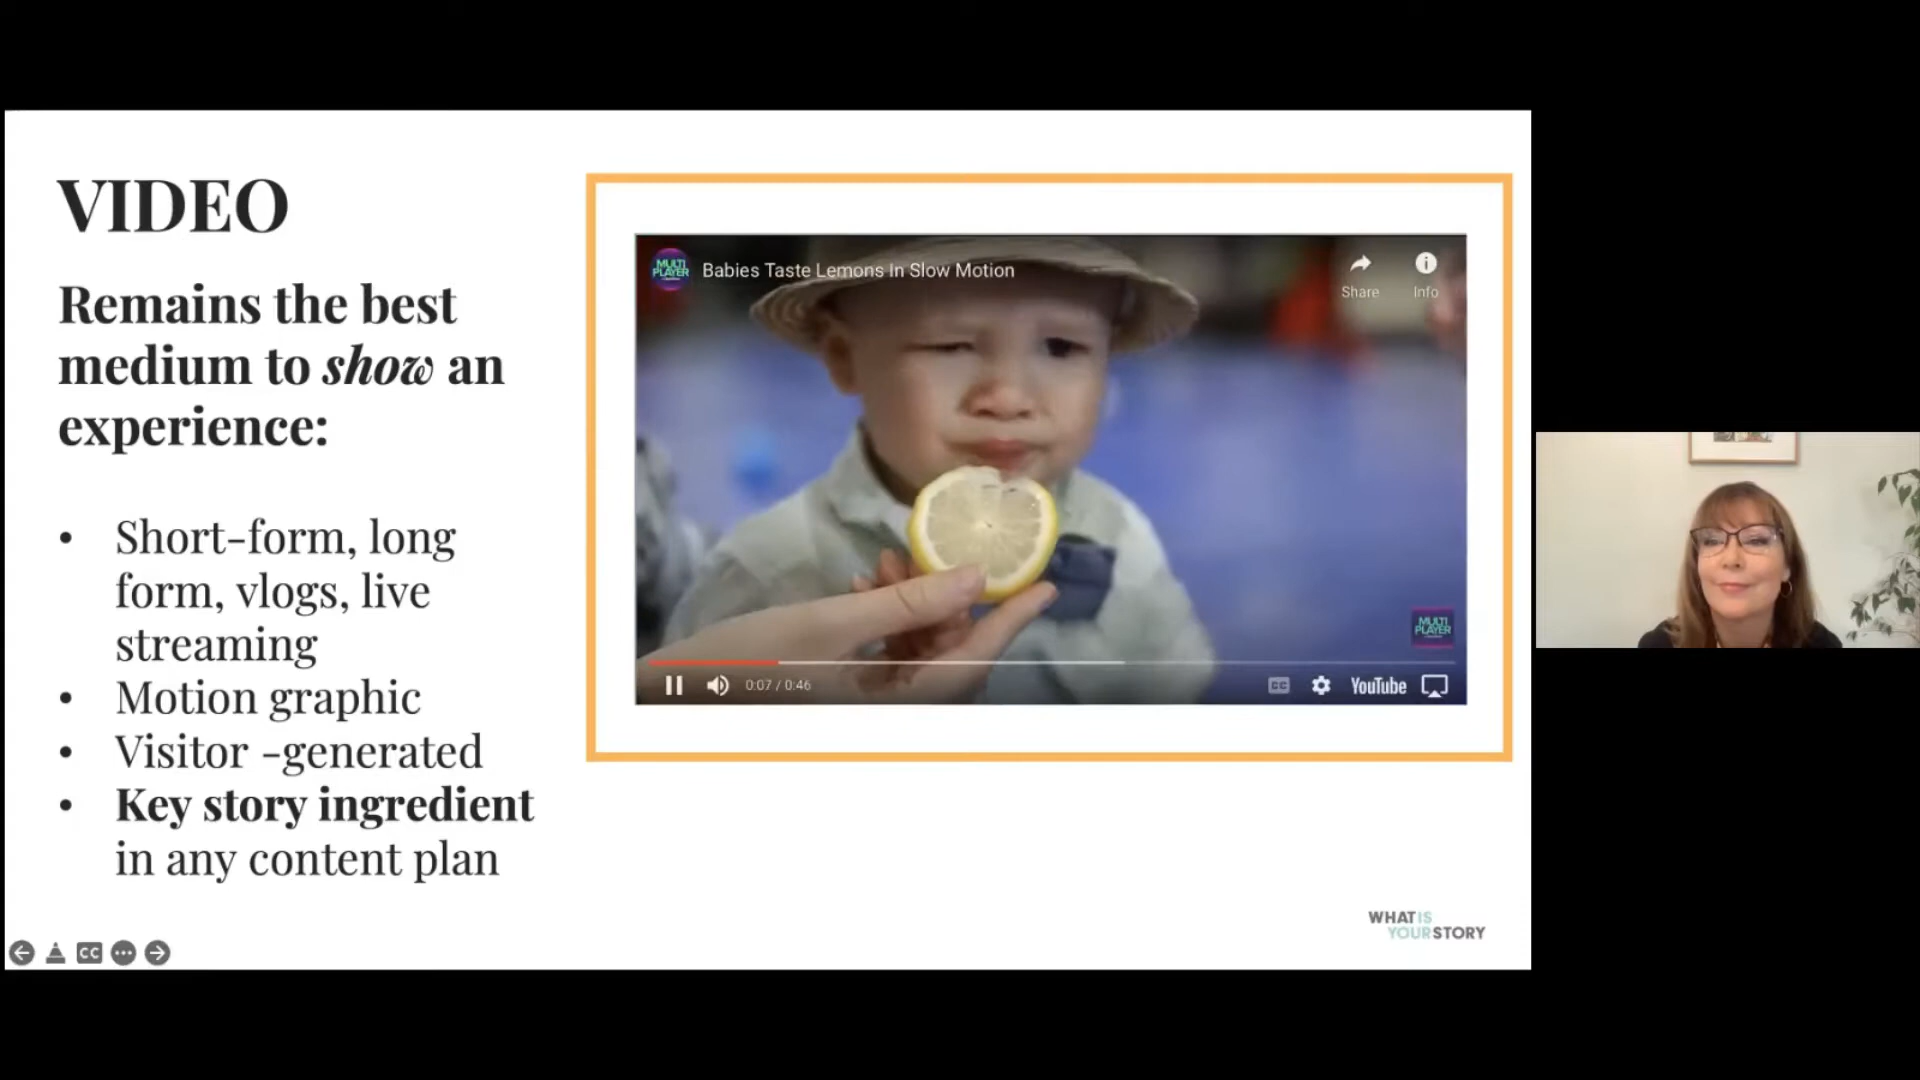 VIDEO
Remains the best
medium to show an
experience:
• Short-form, long
form, vlogs, live
streaming
• Motion graphic
• Visitor -generated
• Key story ingredient
in any content plan
MULTI
PLAYER
Babies Taste Lemons In Slow Motion
Share
Info
MULTI
PLAYER
0:07 / 0:46
CC
YouTube
WHAT IS
YOUR STORY
CC